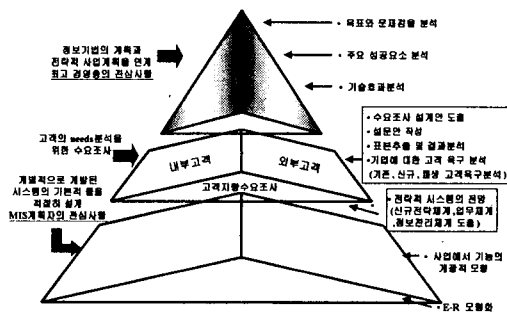 정보기법의 계획과
전략적 사업계획을 연계
최고 경영층의 관심사항
• 목표와 문제점을 분석
• 주요 성공요소 분석
• 기술효과분석
고객의 needs분석을
위한 수요조사
내부고객
외부고객
고객지향수요조사
• 수요조사 설계안 도출
• 설문안 작성
• 표본추출 및 결과분석
• 기업에 대한 고객 욕구 분석
(기존, 신규, 파생 고객욕구분석)
개별적으로 개발된
시스템의 기본적 틀을
적절히 설계
MIS계획자의 관심사항
• 전략적 시스템의 전망
(신규전략체계, 업무체계
, 정보관리체계 도출)
• 사업에서 기능의
개괄적 모형
• E-R 모형화